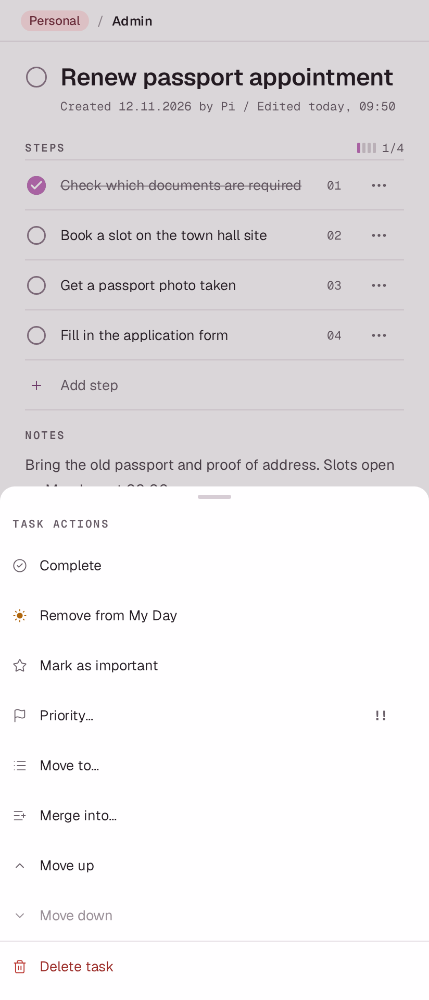 Personal / Admin
Renew passport appointment
Created 12.11.2026 by Pi / Edited today, 09:50
STEPS 1/4
Check which documents are required 01
Book a slot on the town hall site 02
Get a passport photo taken 03
Fill in the application form 04
+ Add step
NOTES
Bring the old passport and proof of address. Slots open
TASK ACTIONS
Complete
Remove from My Day
Mark as important
Priority… !!
Move to…
Merge into…
Move up
Move down
Delete task